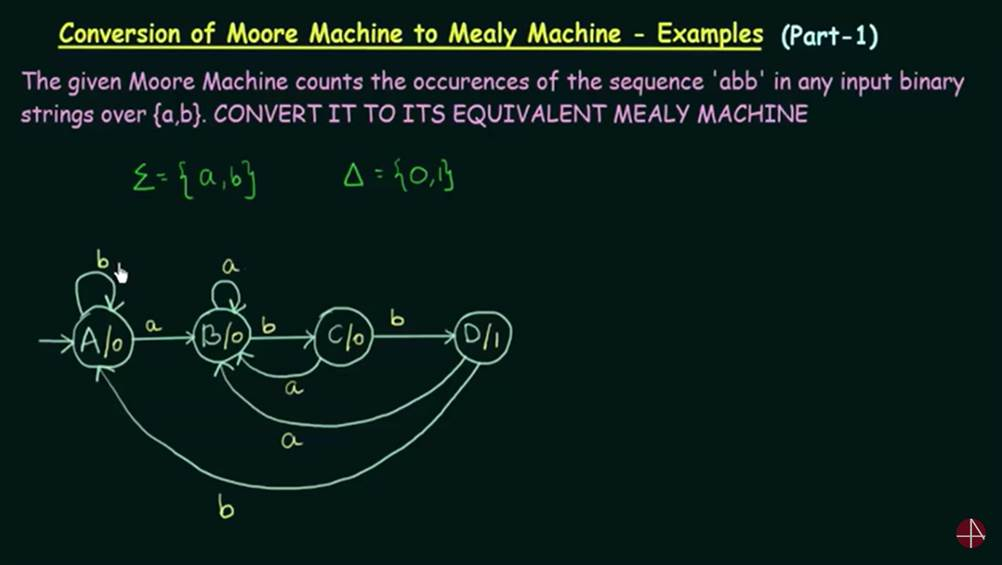 Conversion of Moore Machine to Mealy Machine - Examples (Part-1)
The given Moore Machine counts the occurences of the sequence 'abb' in any input binary
strings over {a,b}. CONVERT IT TO ITS EQUIVALENT MEALY MACHINE
Σ = {a,b} Δ = {0,1}
b a
a b b
A/0 B/0 C/0 D/1
a
a
b